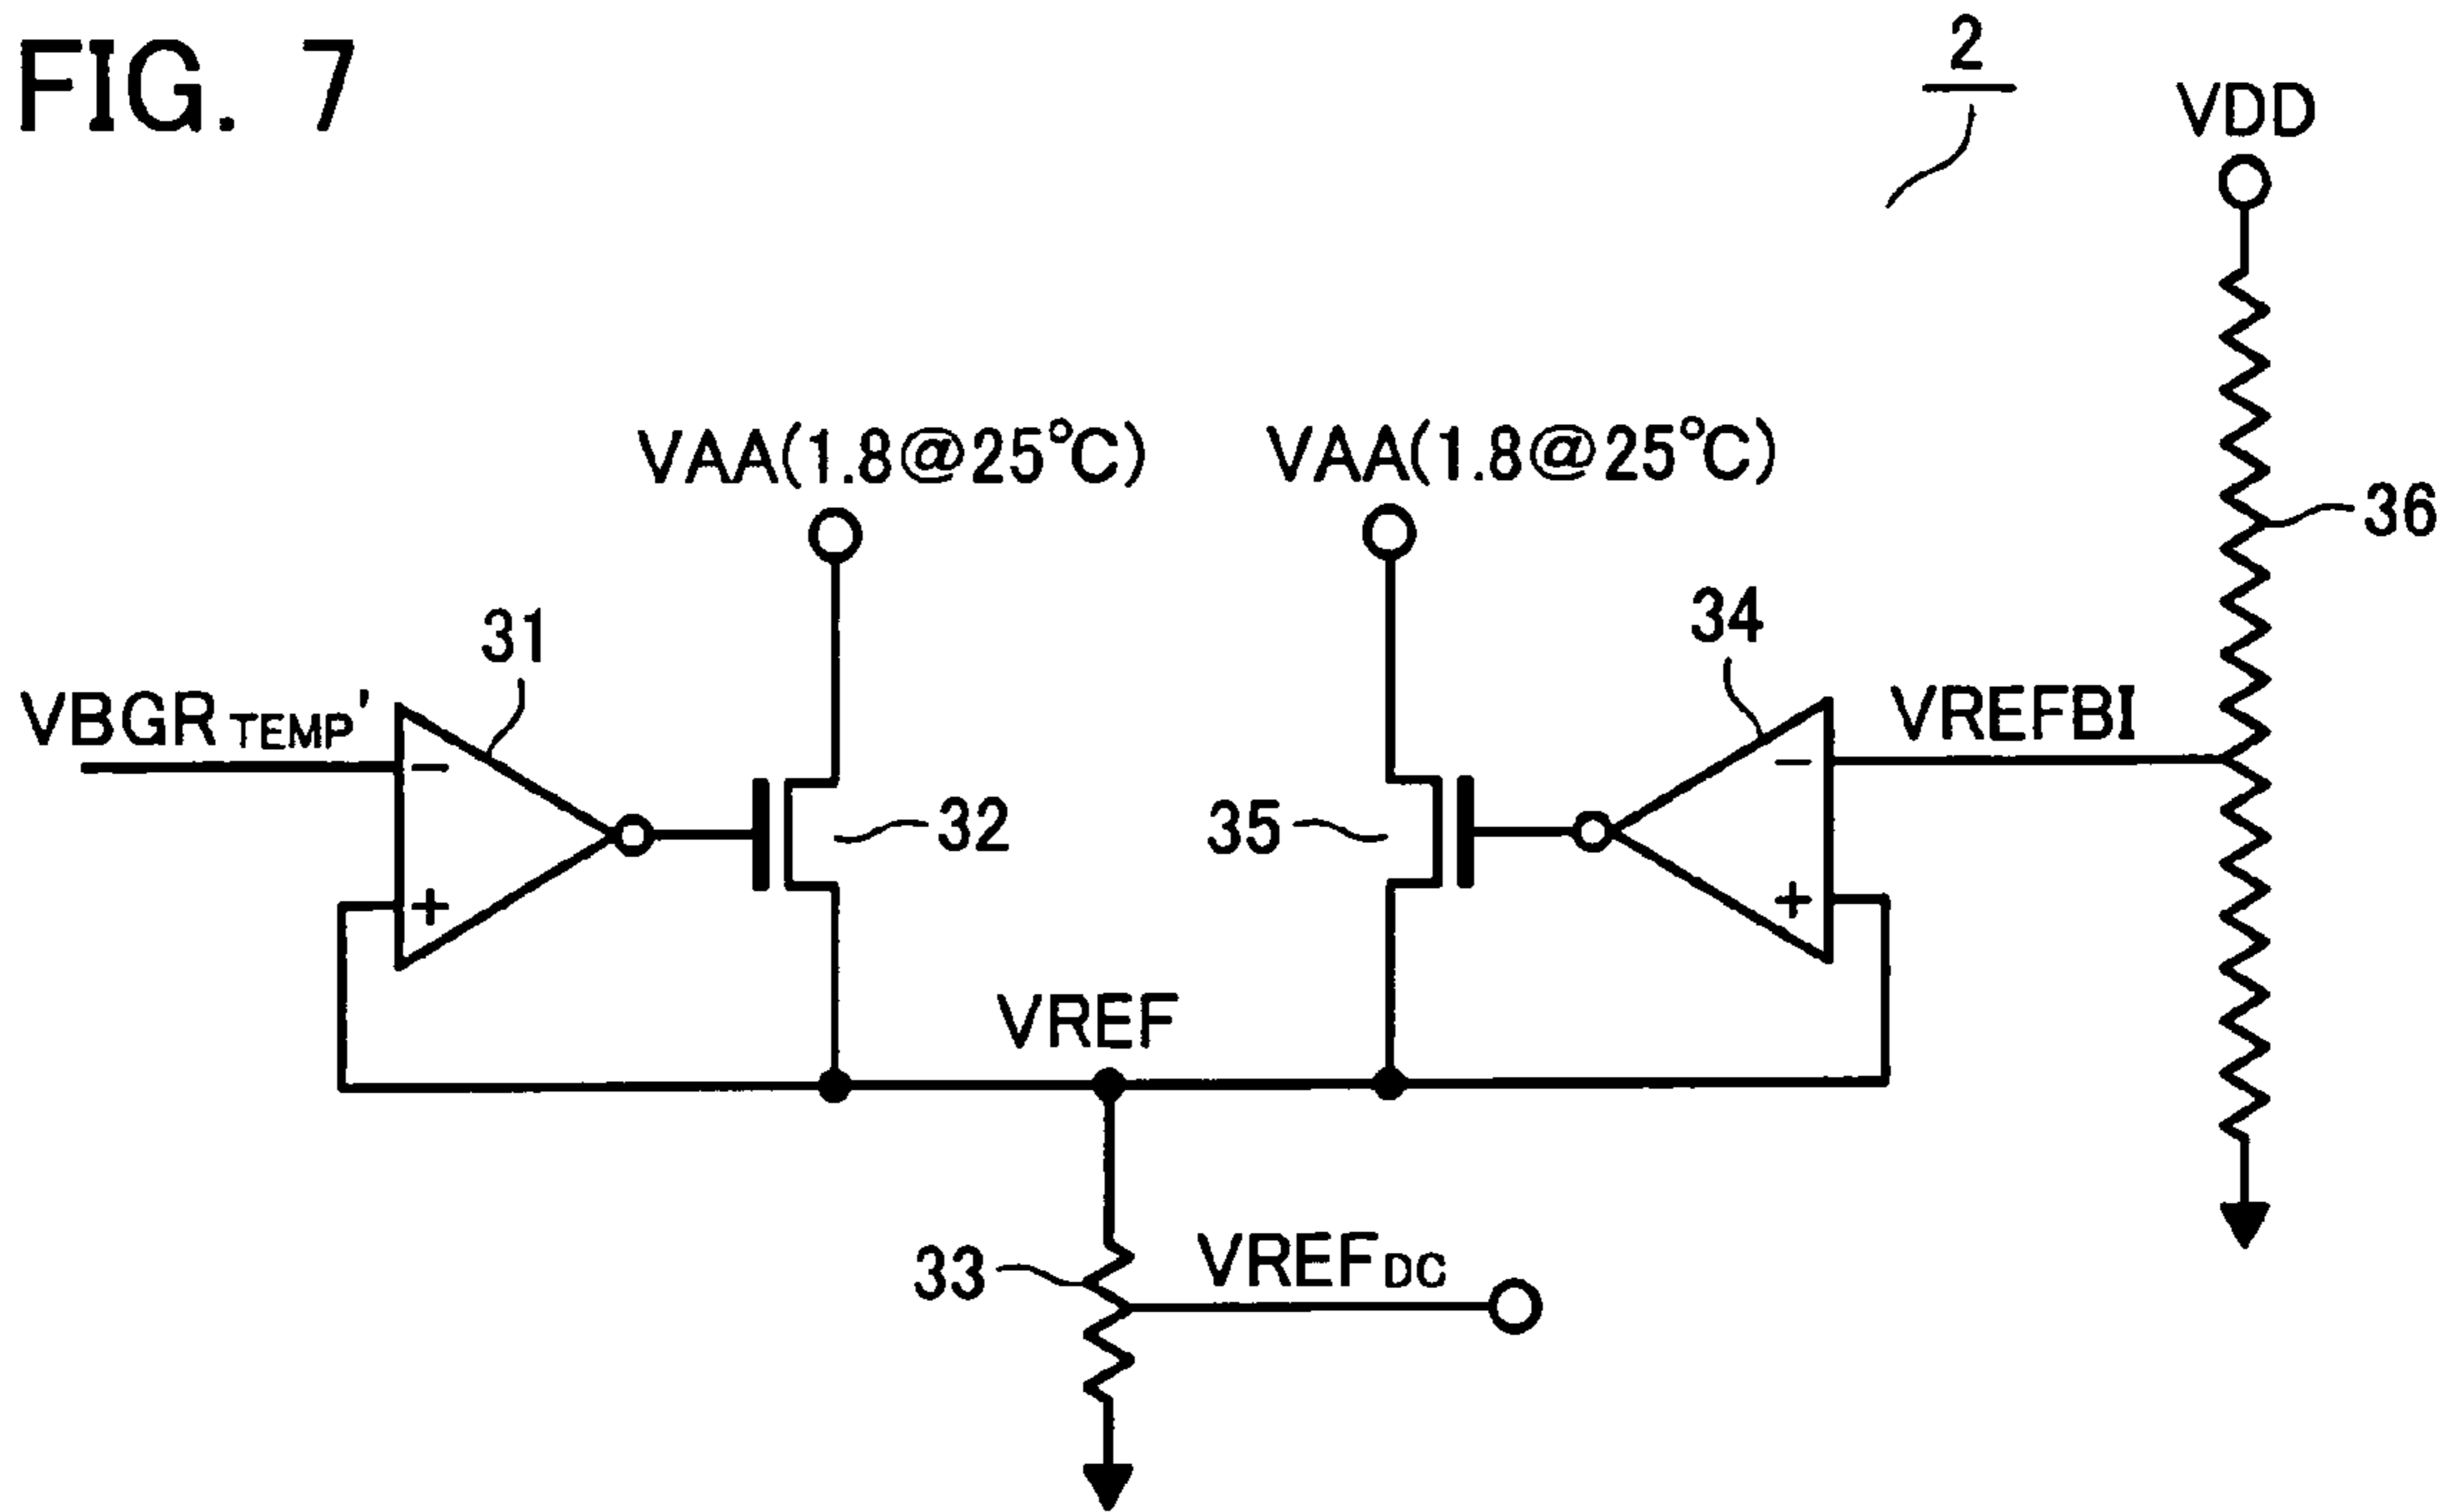 FIG. 7
2
VDD
VAA(1.8@25°C)
VAA(1.8@25°C)
36
31
34
VBGRTEMP'
VREFBI
−
−
32
35
+
+
VREF
33
VREFDC